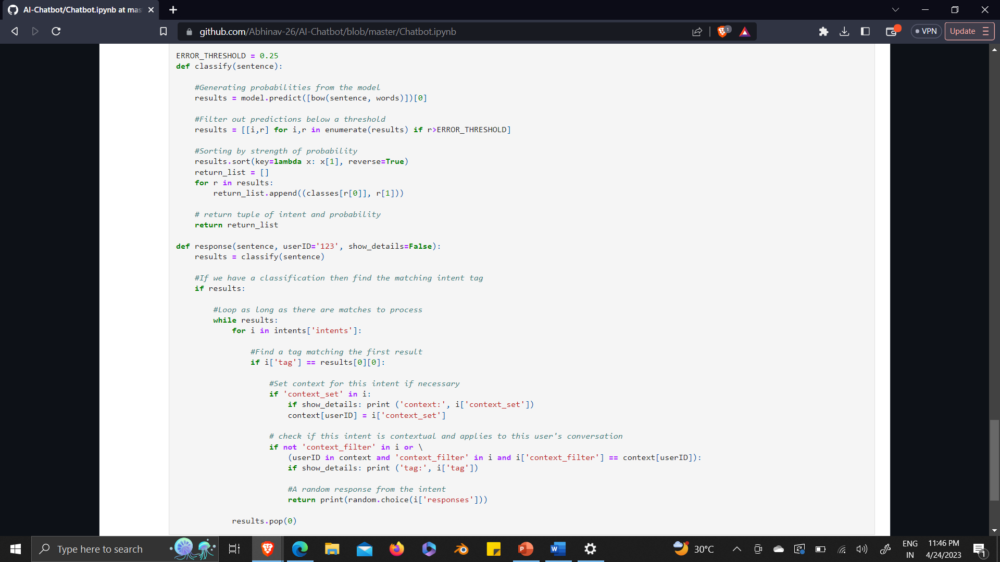 AI-Chatbot/Chatbot.ipynb at mas
github.com/Abhinav-26/AI-Chatbot/blob/master/Chatbot.ipynb
1
VPN
Update
ERROR_THRESHOLD = 0.25
def classify(sentence):
#Generating probabilities from the model
results = model.predict([bow(sentence, words)])[0]
#Filter out predictions below a threshold
results = [[i,r] for i,r in enumerate(results) if r>ERROR_THRESHOLD]
#Sorting by strength of probability
results.sort(key=lambda x: x[1], reverse=True)
return_list = []
for r in results:
return_list.append((classes[r[0]], r[1]))
# return tuple of intent and probability
return return_list
def response(sentence, userID='123', show_details=False):
results = classify(sentence)
#If we have a classification then find the matching intent tag
if results:
#Loop as long as there are matches to process
while results:
for i in intents['intents']:
#Find a tag matching the first result
if i['tag'] == results[0][0]:
#Set context for this intent if necessary
if 'context_set' in i:
if show_details: print ('context:', i['context_set'])
context[userID] = i['context_set']
# check if this intent is contextual and applies to this user's conversation
if not 'context_filter' in i or \
(userID in context and 'context_filter' in i and i['context_filter'] == context[userID]):
if show_details: print ('tag:', i['tag'])
#A random response from the intent
return print(random.choice(i['responses']))
results.pop(0)
Type here to search
P
W
30°C
ENG
IN
11:46 PM
4/24/2023
1